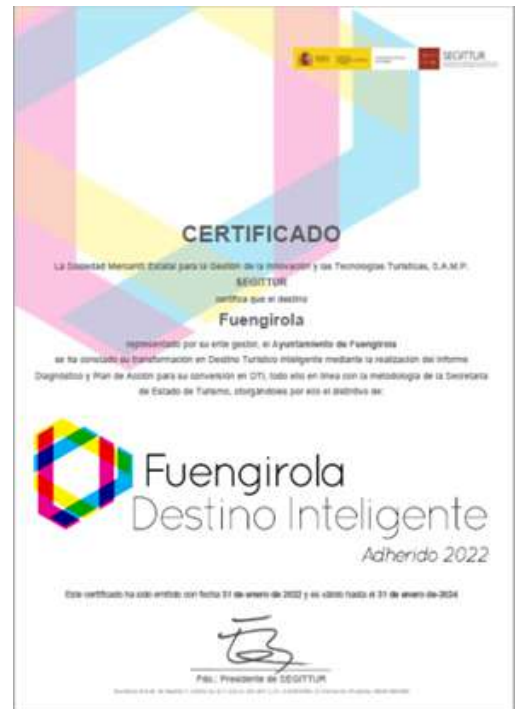 SEGITTUR
CERTIFICADO
La Sociedad Mercantil Estatal para la Gestión de la Innovación y las Tecnologías Turísticas, S.A.M.P.
SEGITTUR
certifica que el destino
Fuengirola
representado por su ente gestor, el Ayuntamiento de Fuengirola
se ha constado su transformación en Destino Turístico Inteligente mediante la realización del Informe
Diagnóstico y Plan de Acción para su conversión en DTI, todo ello en línea con la metodología de la Secretaría
de Estado de Turismo, otorgándoseles por ello el distintivo de:
Fuengirola
Destino Inteligente
Adherido 2022
Este certificado ha sido emitido con fecha 31 de enero de 2022 y es válido hasta el 31 de enero de 2024
Fdo.: Presidente de SEGITTUR